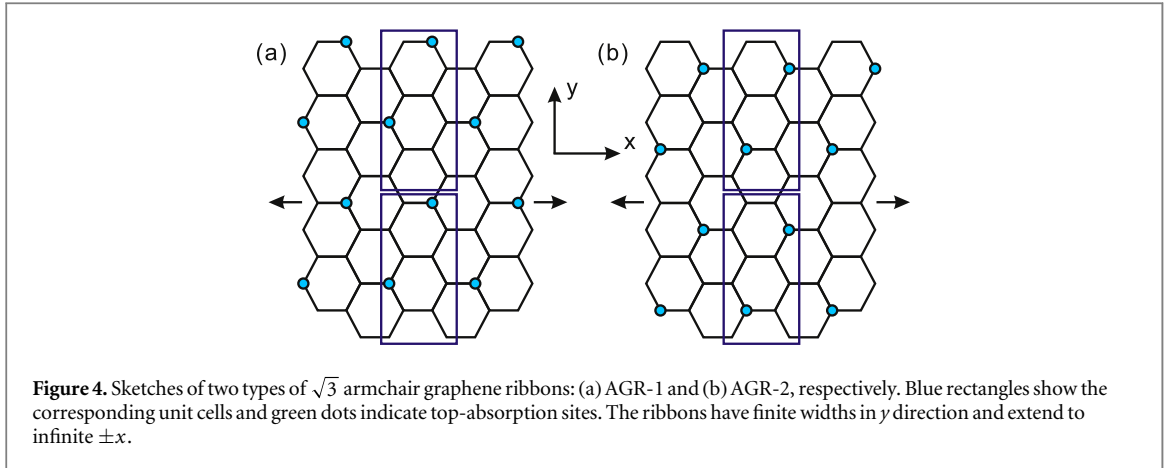 (a)
(b)
y
x
Figure 4. Sketches of two types of √3 armchair graphene ribbons: (a) AGR-1 and (b) AGR-2, respectively. Blue rectangles show the
corresponding unit cells and green dots indicate top-absorption sites. The ribbons have finite widths in y direction and extend to
infinite ±x.